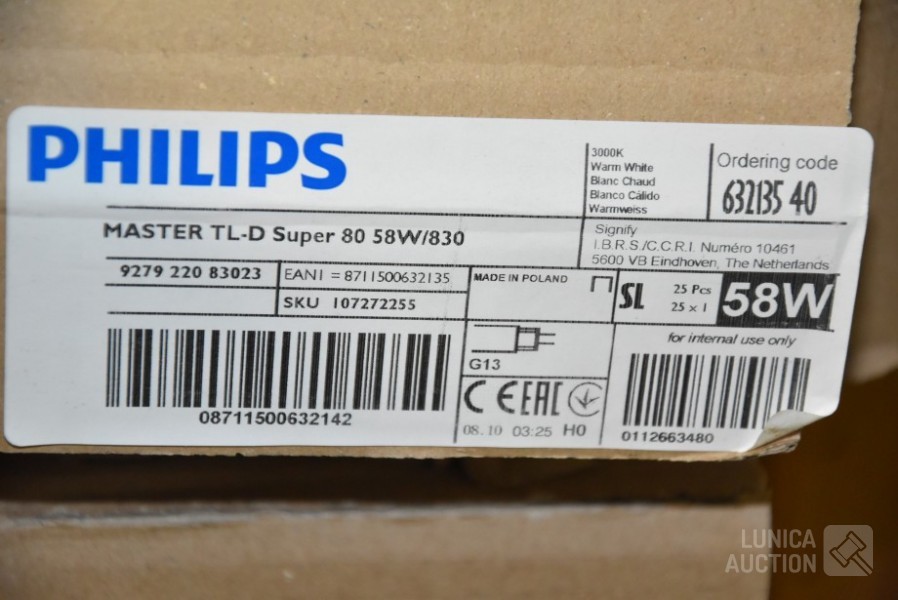 PHILIPS
3000K
Warm White
Blanc Chaud
Blanco Cálido
Warmweiss
Ordering code
632135 40
MASTER TL-D Super 80 58W/830
Signify
I.B.R.S./C.C.R.I. Numéro 10461
5600 VB Eindhoven, The Netherlands
9279 220 83023
EAN1 = 8711500632135
SKU 107272255
MADE IN POLAND
SL
25 Pcs
25 x 1
58W
for internal use only
G13
CE EAC
08711500632142
08.10 03:25 H0
0112663480
LUNICA
AUCTION